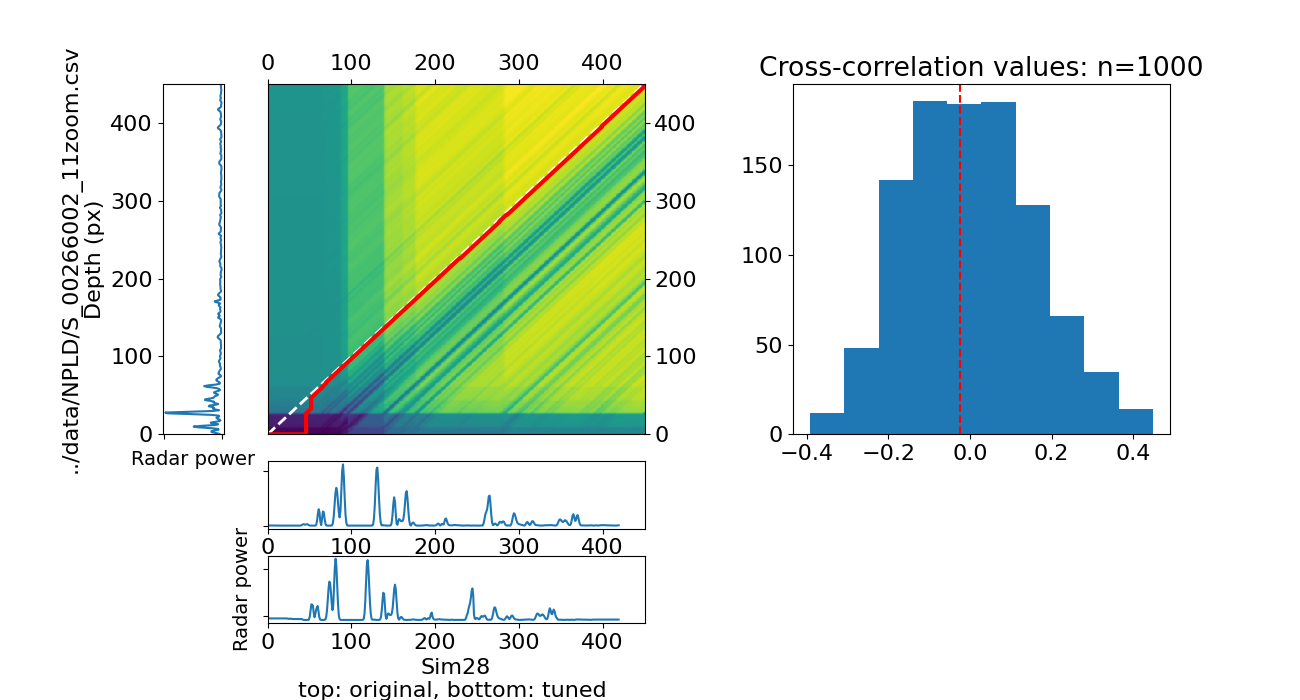 0 100 200 300 400
Cross-correlation values: n=1000
../data/NPLD/S_00266002_11zoom.csv
Depth (px)
400
300
200
100
0
400
300
200
100
0
150
100
50
0
−0.4 −0.2 0.0 0.2 0.4
Radar power
0 100 200 300 400
Radar power
0 100 200 300 400
Sim28
top: original, bottom: tuned